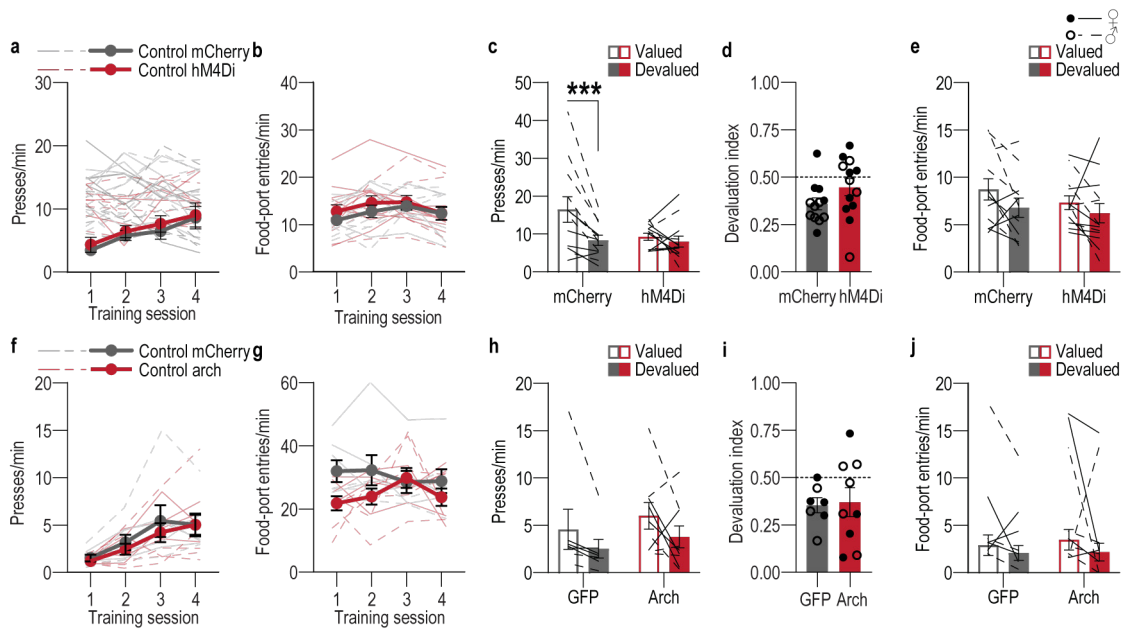 a
Control mCherry
Control hM4Di
Presses/min
30
20
10
0
1 2 3 4
Training session
b
Food-port entries/min
40
30
20
10
0
1 2 3 4
Training session
c
Valued
Devalued
***
Presses/min
50
40
30
20
10
0
mCherry hM4Di
d
Devaluation index
1.00
0.75
0.50
0.25
0.00
mCherry hM4Di
♀
♂
e
Valued
Devalued
Food-port entries/min
20
15
10
5
0
mCherry hM4Di
f
Control mCherry
Control arch
Presses/min
20
15
10
5
0
1 2 3 4
Training session
g
Food-port entries/min
60
40
20
0
1 2 3 4
Training session
h
Valued
Devalued
Presses/min
20
15
10
5
0
GFP Arch
i
Devaluation index
1.00
0.75
0.50
0.25
0.00
GFP Arch
j
Valued
Devalued
Food-port entries/min
20
15
10
5
0
GFP Arch